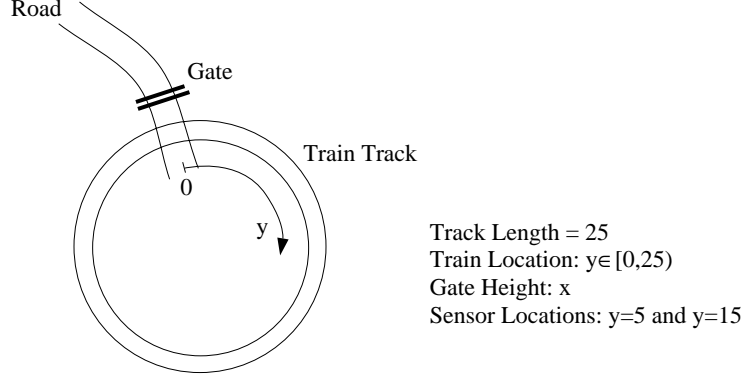 Road
Gate
Train Track
0
y
Track Length = 25
Train Location: y∈[0,25)
Gate Height: x
Sensor Locations: y=5 and y=15